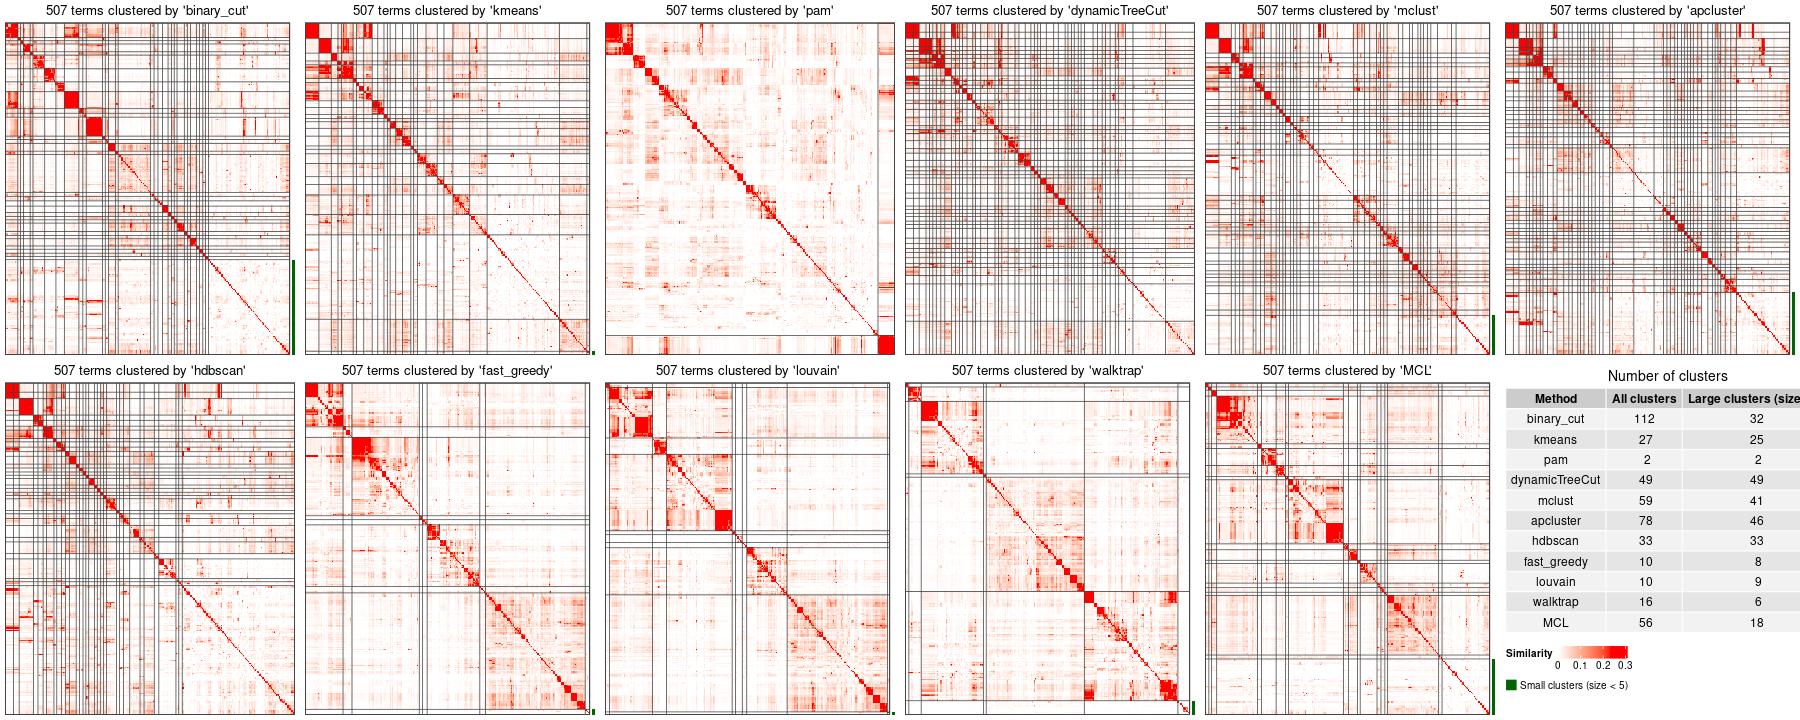 507 terms clustered by 'binary_cut'
507 terms clustered by 'kmeans'
507 terms clustered by 'pam'
507 terms clustered by 'dynamicTreeCut'
507 terms clustered by 'mclust'
507 terms clustered by 'apcluster'
507 terms clustered by 'hdbscan'
507 terms clustered by 'fast_greedy'
507 terms clustered by 'louvain'
507 terms clustered by 'walktrap'
507 terms clustered by 'MCL'
Number of clusters
Method All clusters Large clusters (size
binary_cut 112 32
kmeans 27 25
pam 2 2
dynamicTreeCut 49 49
mclust 59 41
apcluster 78 46
hdbscan 33 33
fast_greedy 10 8
louvain 10 9
walktrap 16 6
MCL 56 18
Similarity
0 0.1 0.2 0.3
Small clusters (size < 5)